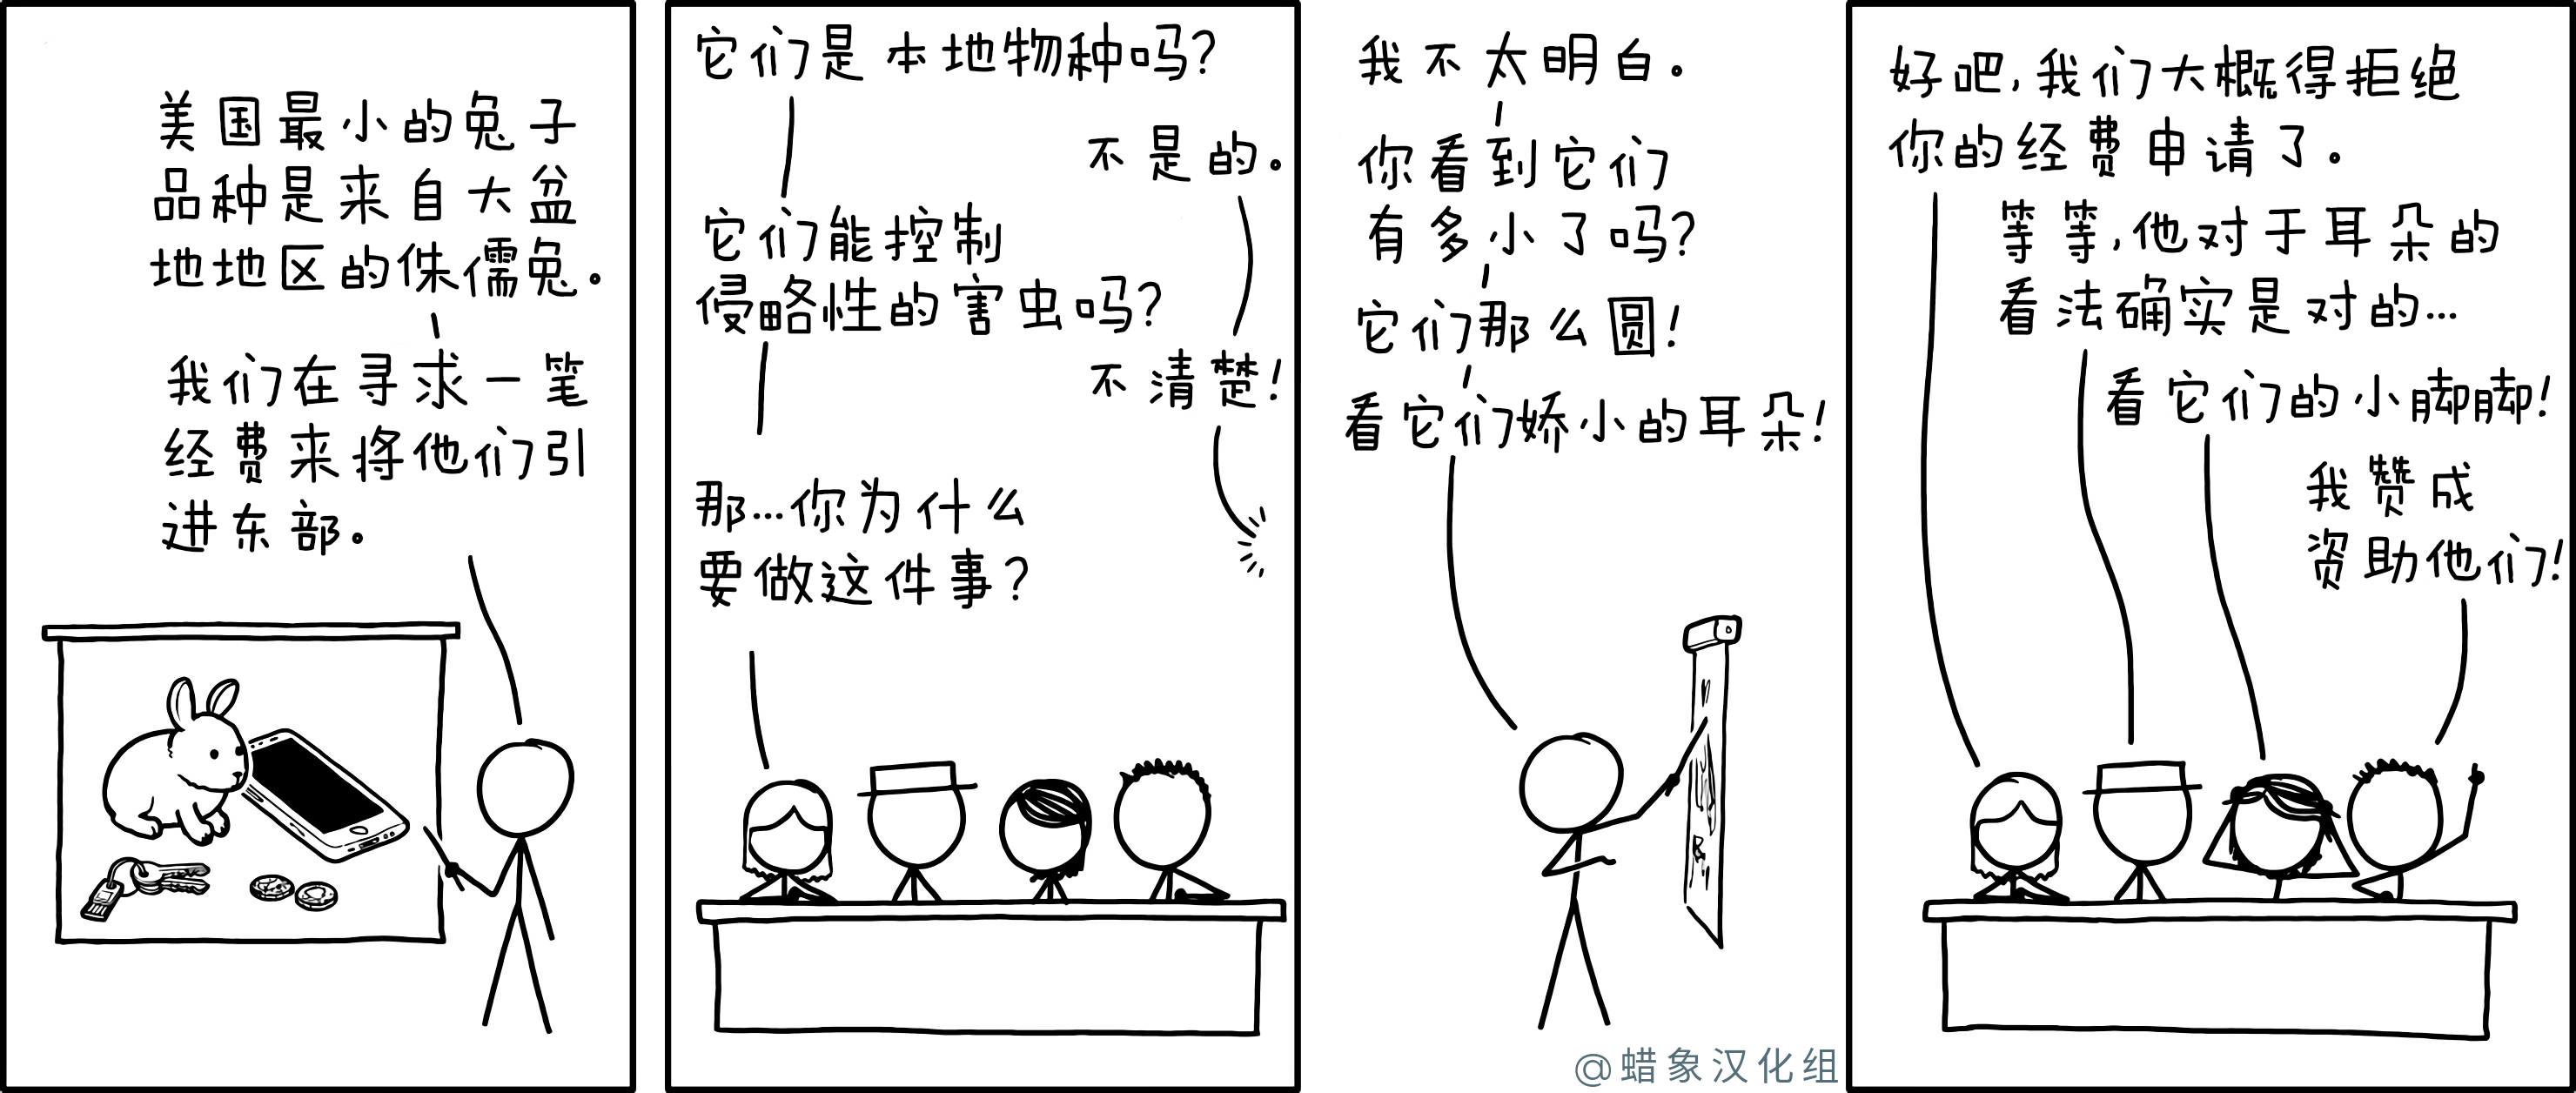 美国最小的兔子
品种是来自大盆
地地区的侏儒兔。
我们在寻求一笔
经费来将他们引
进东部。
它们是本地物种吗?
不是的。
它们能控制
侵略性的害虫吗?
不清楚!
那...你为什么
要做这件事?
我不太明白。
你看到它们
有多小了吗?
它们那么圆!
看它们娇小的耳朵!
好吧,我们大概得拒绝
你的经费申请了。
等等,他对于耳朵的
看法确实是对的...
看它们的小脚脚!
我赞成
资助他们!
@蜡象汉化组